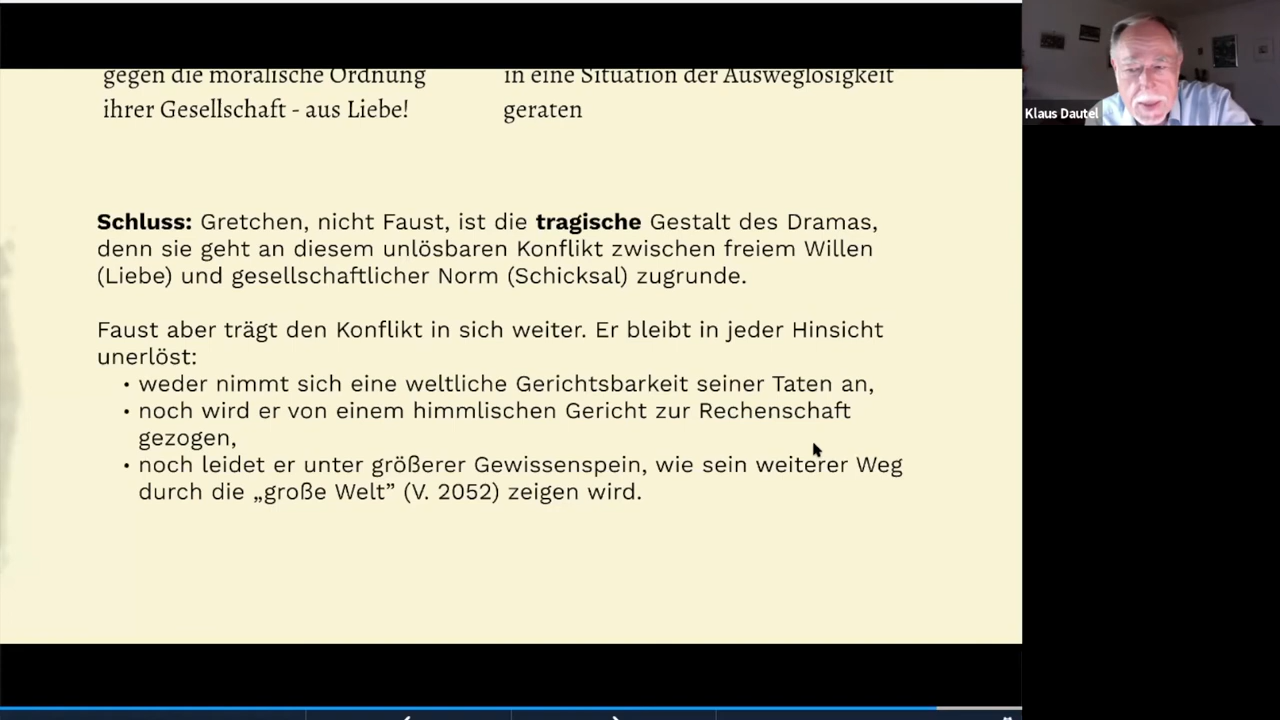 gegen die moralische Ordnung
ihrer Gesellschaft - aus Liebe!
in eine Situation der Ausweglosigkeit
geraten
Klaus Dautel
Schluss: Gretchen, nicht Faust, ist die tragische Gestalt des Dramas,
denn sie geht an diesem unlösbaren Konflikt zwischen freiem Willen
(Liebe) und gesellschaftlicher Norm (Schicksal) zugrunde.
Faust aber trägt den Konflikt in sich weiter. Er bleibt in jeder Hinsicht
unerlöst:
• weder nimmt sich eine weltliche Gerichtsbarkeit seiner Taten an,
• noch wird er von einem himmlischen Gericht zur Rechenschaft
gezogen,
• noch leidet er unter größerer Gewissenspein, wie sein weiterer Weg
durch die „große Welt” (V. 2052) zeigen wird.